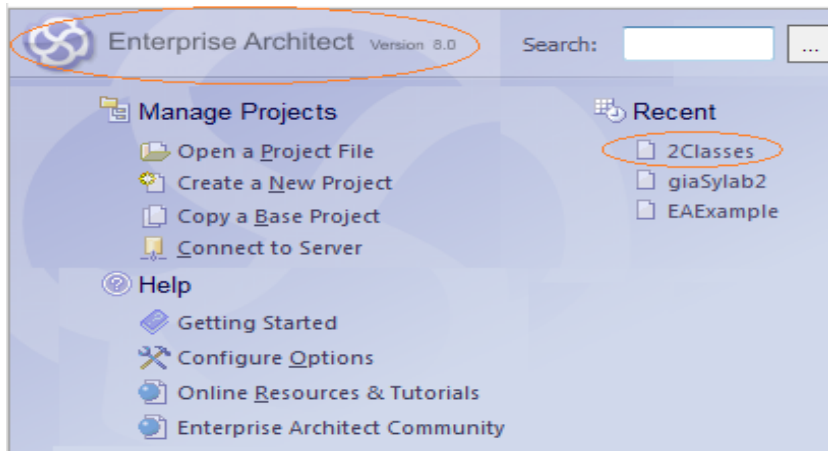 Enterprise Architect Version 8.0 Search: ...
Manage Projects
Open a Project File
Create a New Project
Copy a Base Project
Connect to Server
Help
Getting Started
Configure Options
Online Resources & Tutorials
Enterprise Architect Community
Recent
2Classes
giaSylab2
EAExample